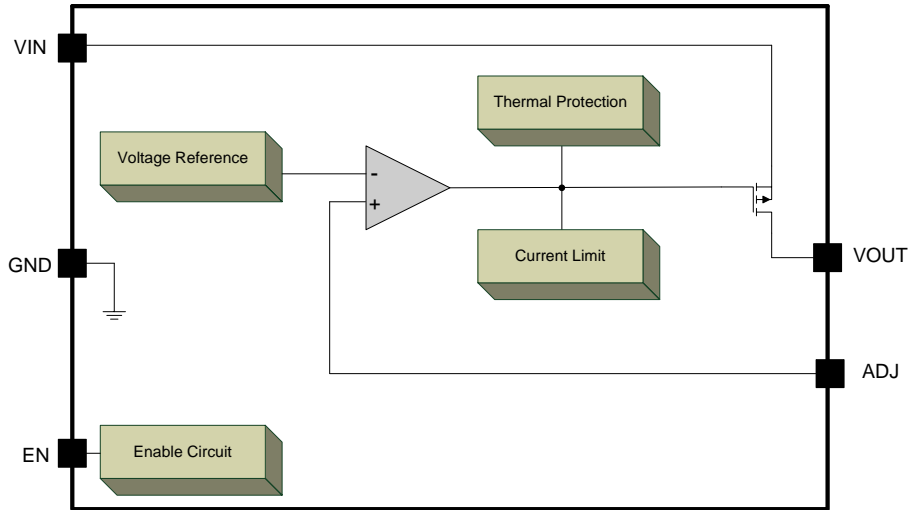 VIN
Thermal Protection
Voltage Reference
-
+
Current Limit
GND
VOUT
ADJ
EN
Enable Circuit